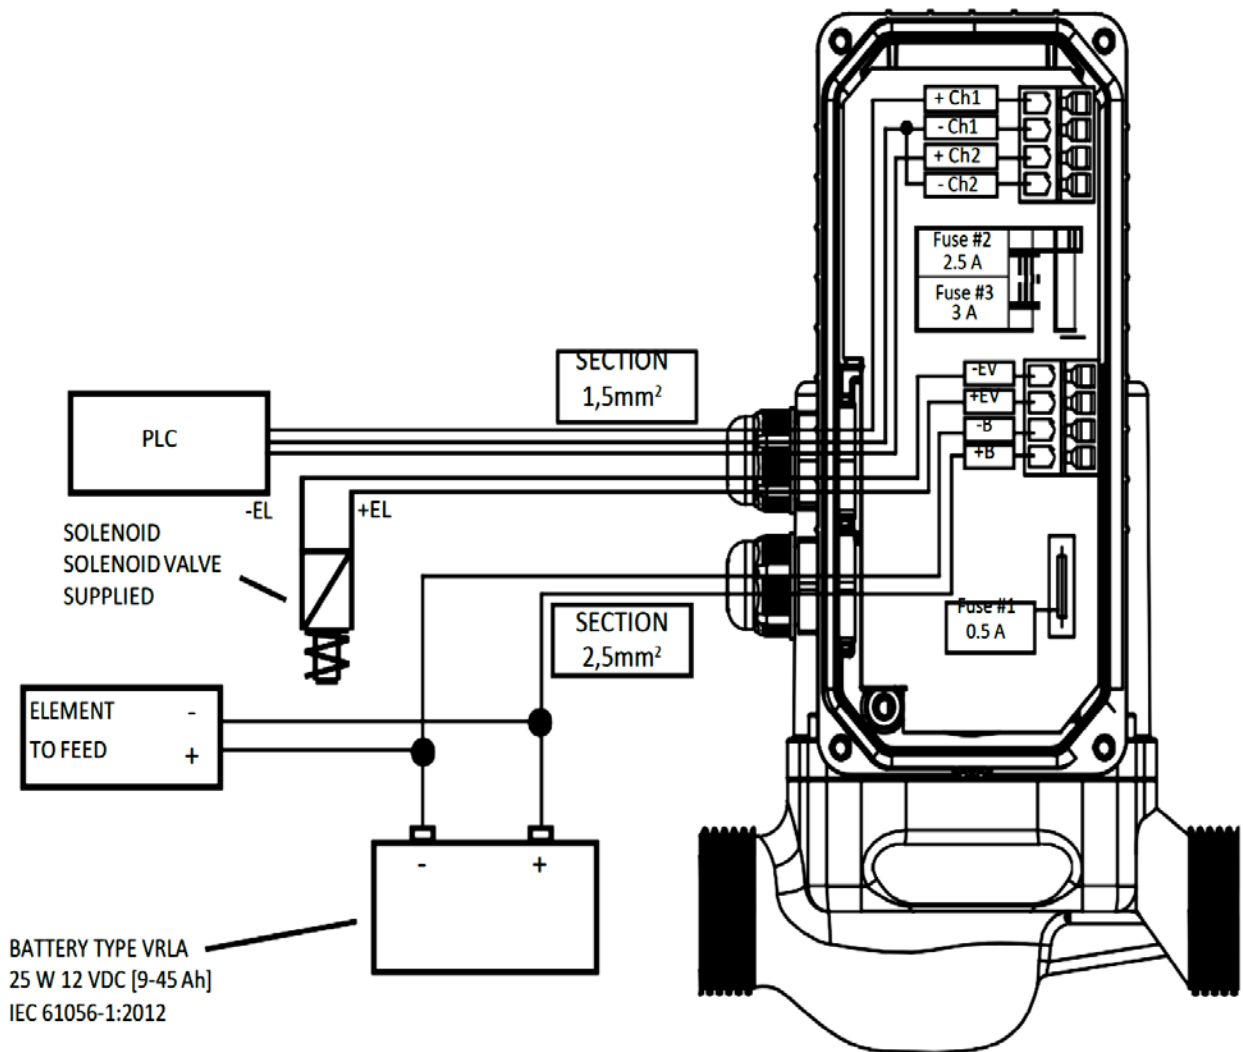 + Ch1
- Ch1
+ Ch2
- Ch2
Fuse #2
2.5 A
Fuse #3
3 A
SECTION
1,5mm²
-EV
+EV
-B
+B
PLC
-EL
+EL
SOLENOID
SOLENOID VALVE
SUPPLIED
Fuse #1
0.5 A
SECTION
2,5mm²
ELEMENT -
TO FEED +
- +
BATTERY TYPE VRLA
25 W 12 VDC [9-45 Ah]
IEC 61056-1:2012